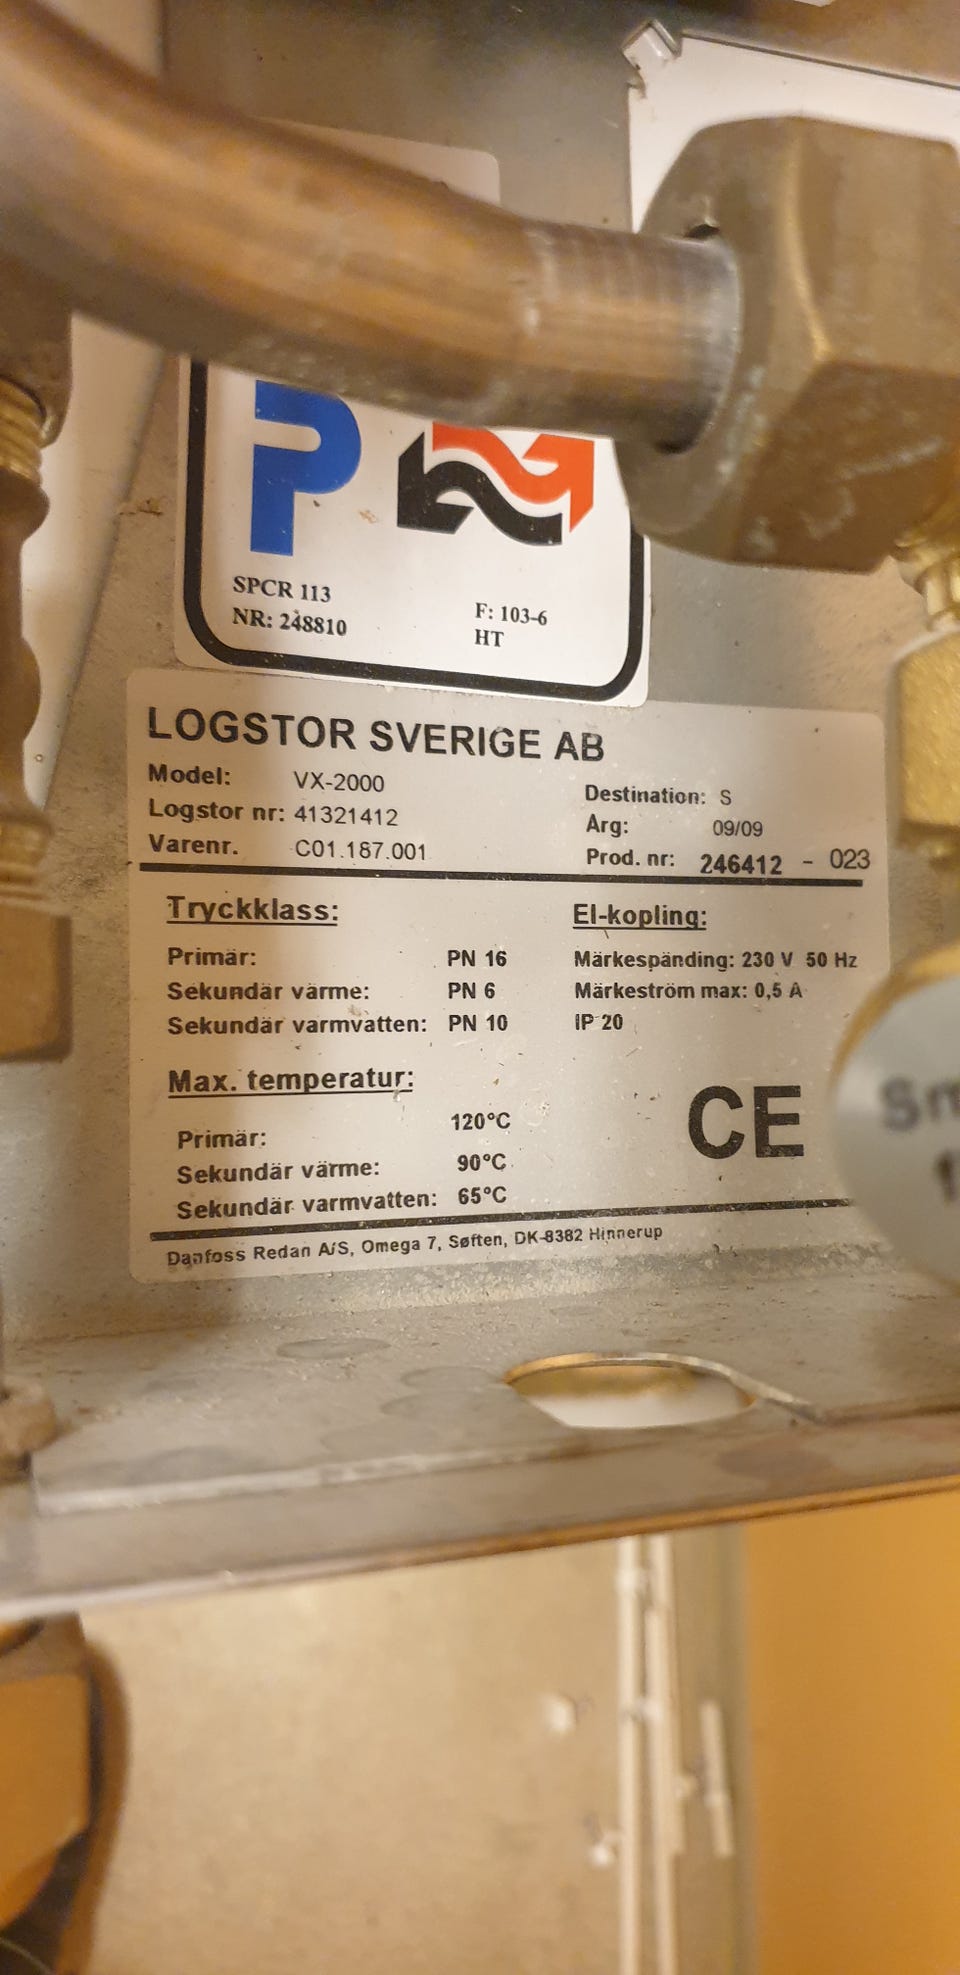 P
SPCR 113
NR: 248810
F: 103-6
HT
LOGSTOR SVERIGE AB
Model: VX-2000
Logstor nr: 41321412
Varenr. C01.187.001
Destination: S
Arg: 09/09
Prod. nr: 246412 - 023
Tryckklass:
Primär: PN 16
Sekundär värme: PN 6
Sekundär varmvatten: PN 10
El-kopling:
Märkespänding: 230 V 50 Hz
Märkeström max: 0,5 A
IP 20
Max. temperatur:
Primär: 120°C
Sekundär värme: 90°C
Sekundär varmvatten: 65°C
CE
Danfoss Redan A/S, Omega 7, Søften, DK-8382 Hinnerup